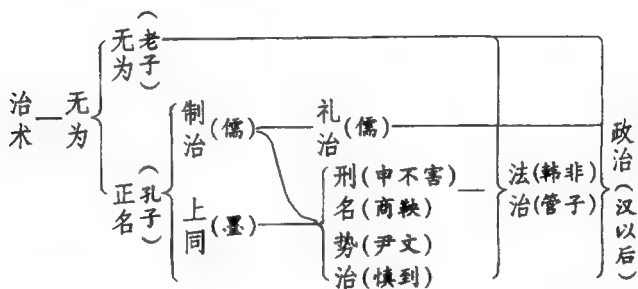 治术
无为
无为(老子)
正名(孔子)
制治(儒)
上同(墨)
礼治(儒)
刑名(申不害)(商鞅)
势治(尹文)(慎到)
法治(韩非)(管子)
政治(汉以后)